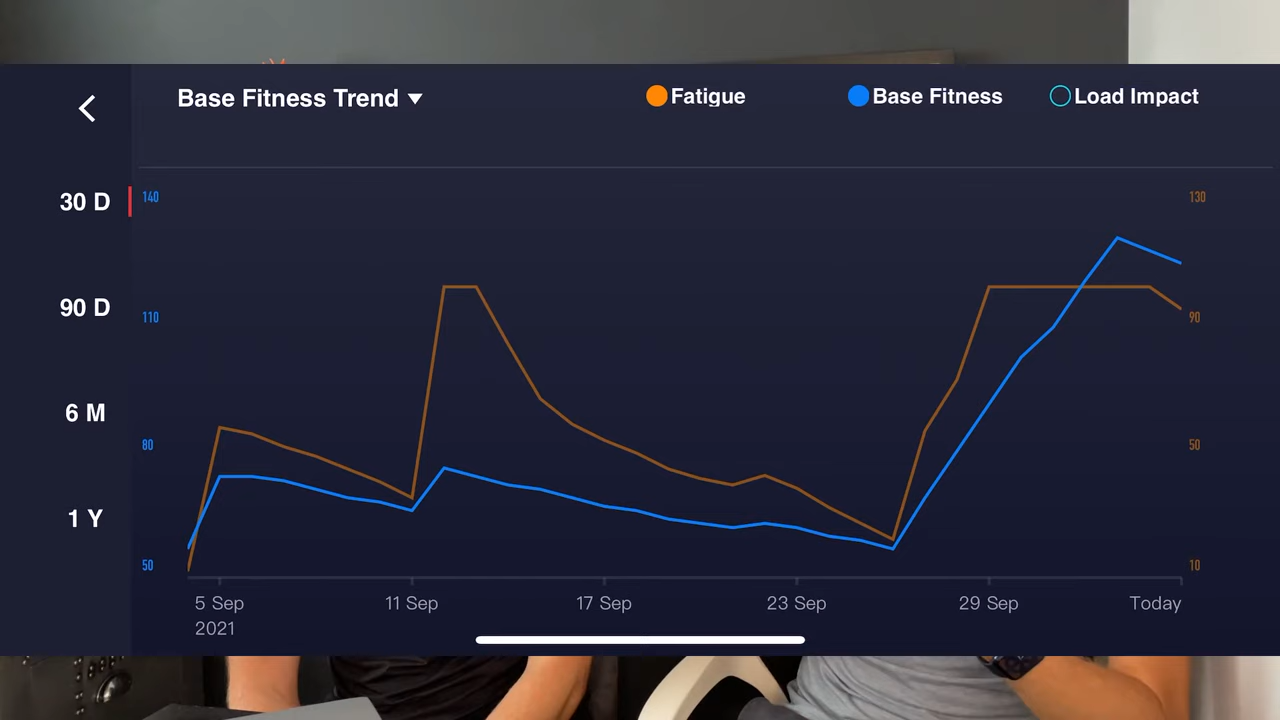 Base Fitness Trend
Fatigue
Base Fitness
Load Impact
30 D
90 D
6 M
1 Y
140
110
80
50
130
90
50
10
5 Sep
2021
11 Sep
17 Sep
23 Sep
29 Sep
Today